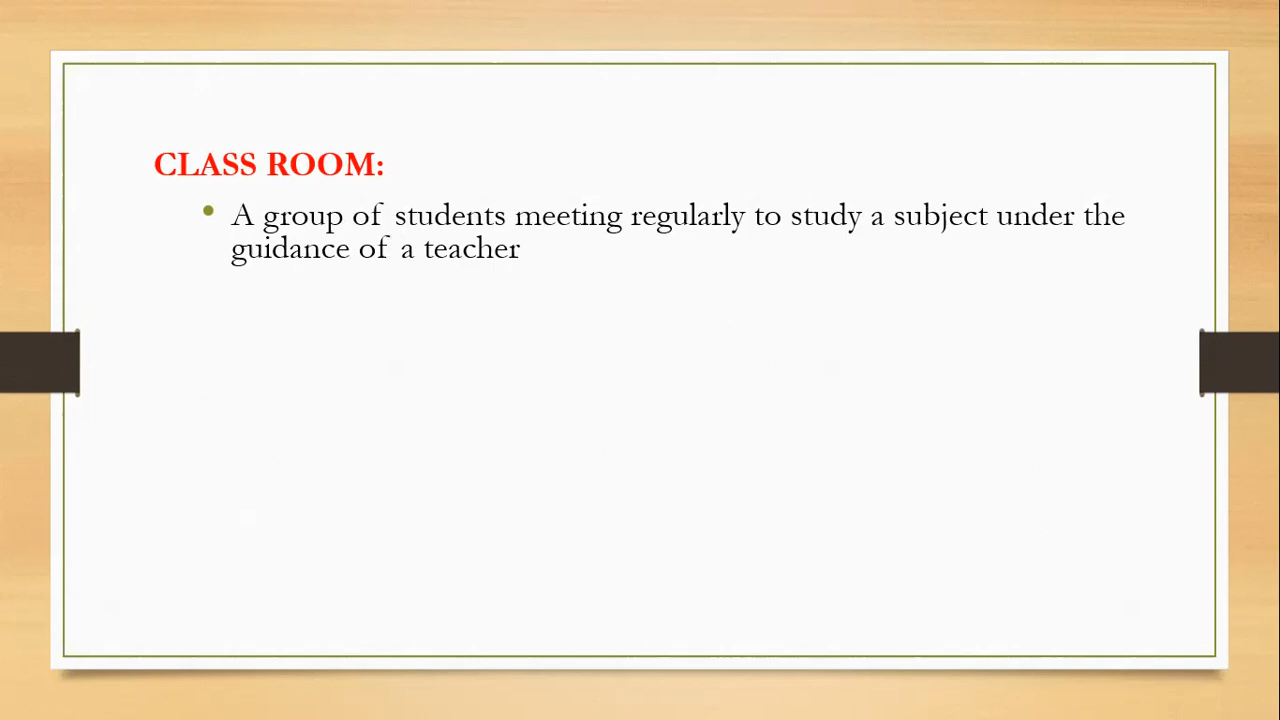 CLASS ROOM:
• A group of students meeting regularly to study a subject under the
guidance of a teacher